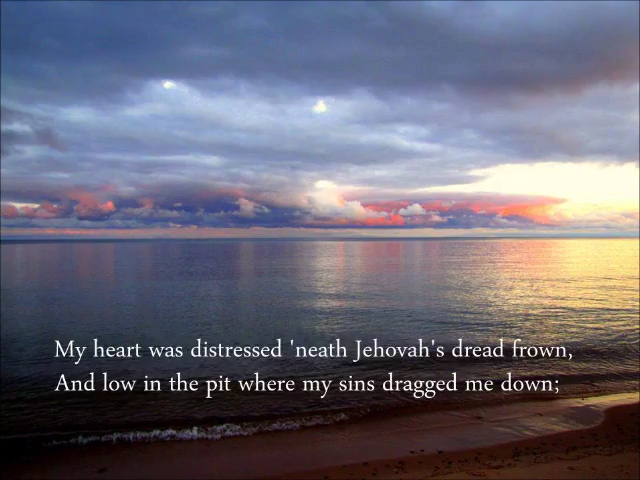 My heart was distressed 'neath Jehovah's dread frown,
And low in the pit where my sins dragged me down;